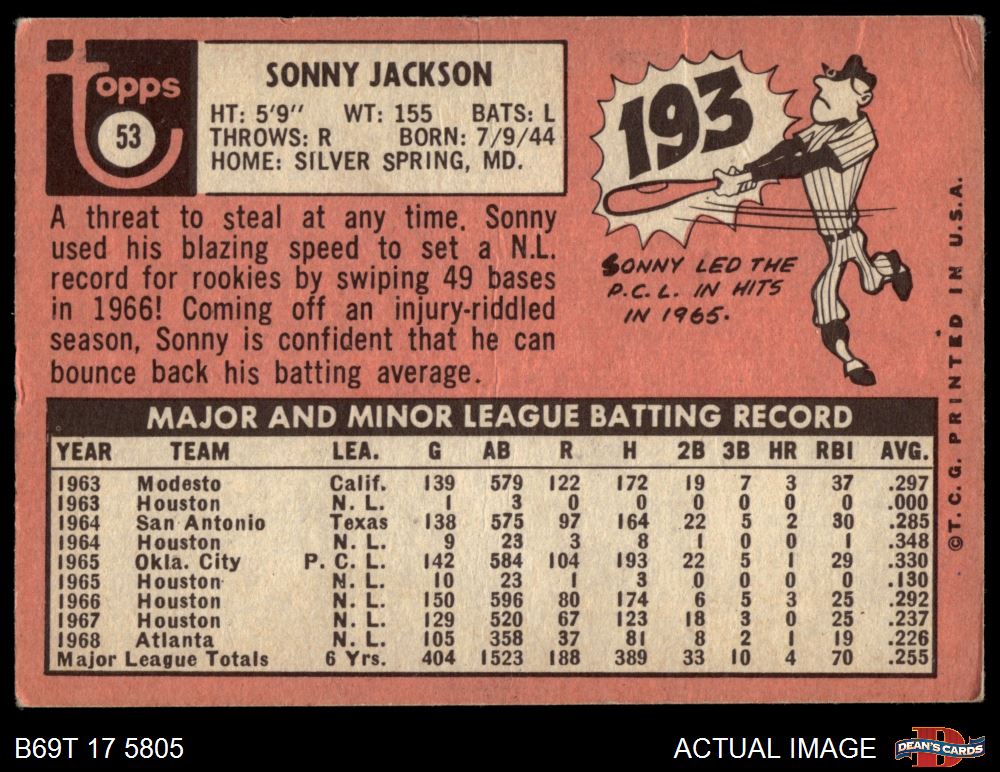 Topps
53
SONNY JACKSON
HT: 5'9" WT: 155 BATS: L
THROWS: R BORN: 7/9/44
HOME: SILVER SPRING, MD.
A threat to steal at any time, Sonny
used his blazing speed to set a N.L.
record for rookies by swiping 49 bases
in 1966! Coming off an injury-riddled
season, Sonny is confident that he can
bounce back his batting average.
193
SONNY LED THE
P.C.L. IN HITS
IN 1965.
©T.C.G. PRINTED IN U.S.A.
MAJOR AND MINOR LEAGUE BATTING RECORD
YEAR TEAM LEA. G AB R H 2B 3B HR RBI AVG.
1963 Modesto Calif. 139 579 122 172 19 7 3 37 .297
1963 Houston N. L. 1 3 0 0 0 0 0 0 .000
1964 San Antonio Texas 138 575 97 164 22 5 2 30 .285
1964 Houston N. L. 9 23 3 8 1 0 0 1 .348
1965 Okla. City P. C. L. 142 584 104 193 22 5 1 29 .330
1965 Houston N. L. 10 23 1 3 0 0 0 0 .130
1966 Houston N. L. 150 596 80 174 6 5 3 25 .292
1967 Houston N. L. 129 520 67 123 18 3 0 25 .237
1968 Atlanta N. L. 105 358 37 81 8 2 1 19 .226
Major League Totals 6 Yrs. 404 1523 188 389 33 10 4 70 .255
B69T 17 5805
ACTUAL IMAGE
D
DEAN'S CARDS